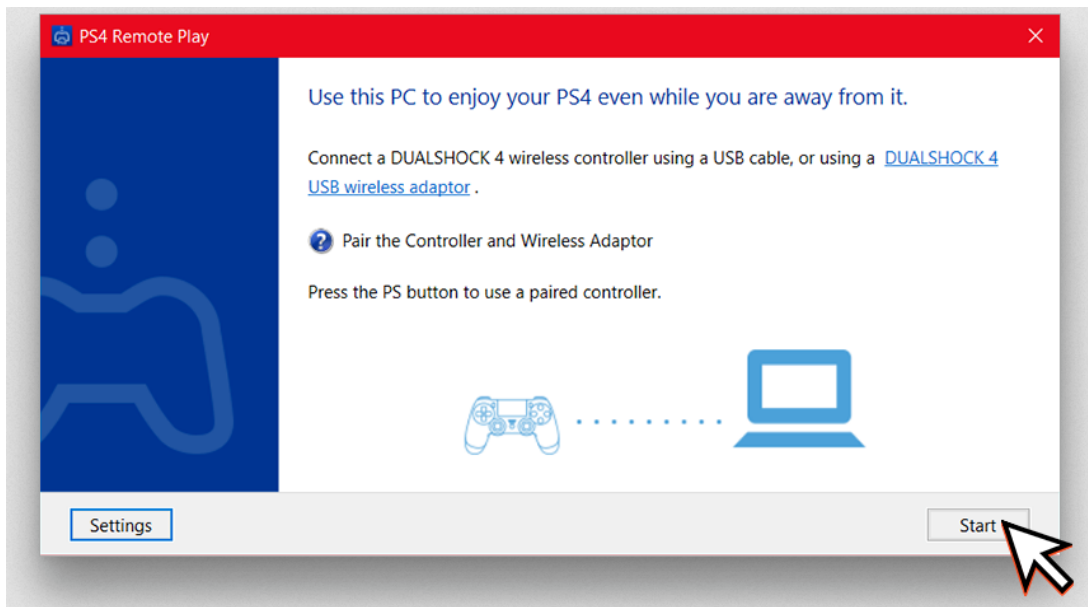 PS4 Remote Play
Use this PC to enjoy your PS4 even while you are away from it.
Connect a DUALSHOCK 4 wireless controller using a USB cable, or using a DUALSHOCK 4
USB wireless adaptor .
Pair the Controller and Wireless Adaptor
Press the PS button to use a paired controller.
Settings
Start